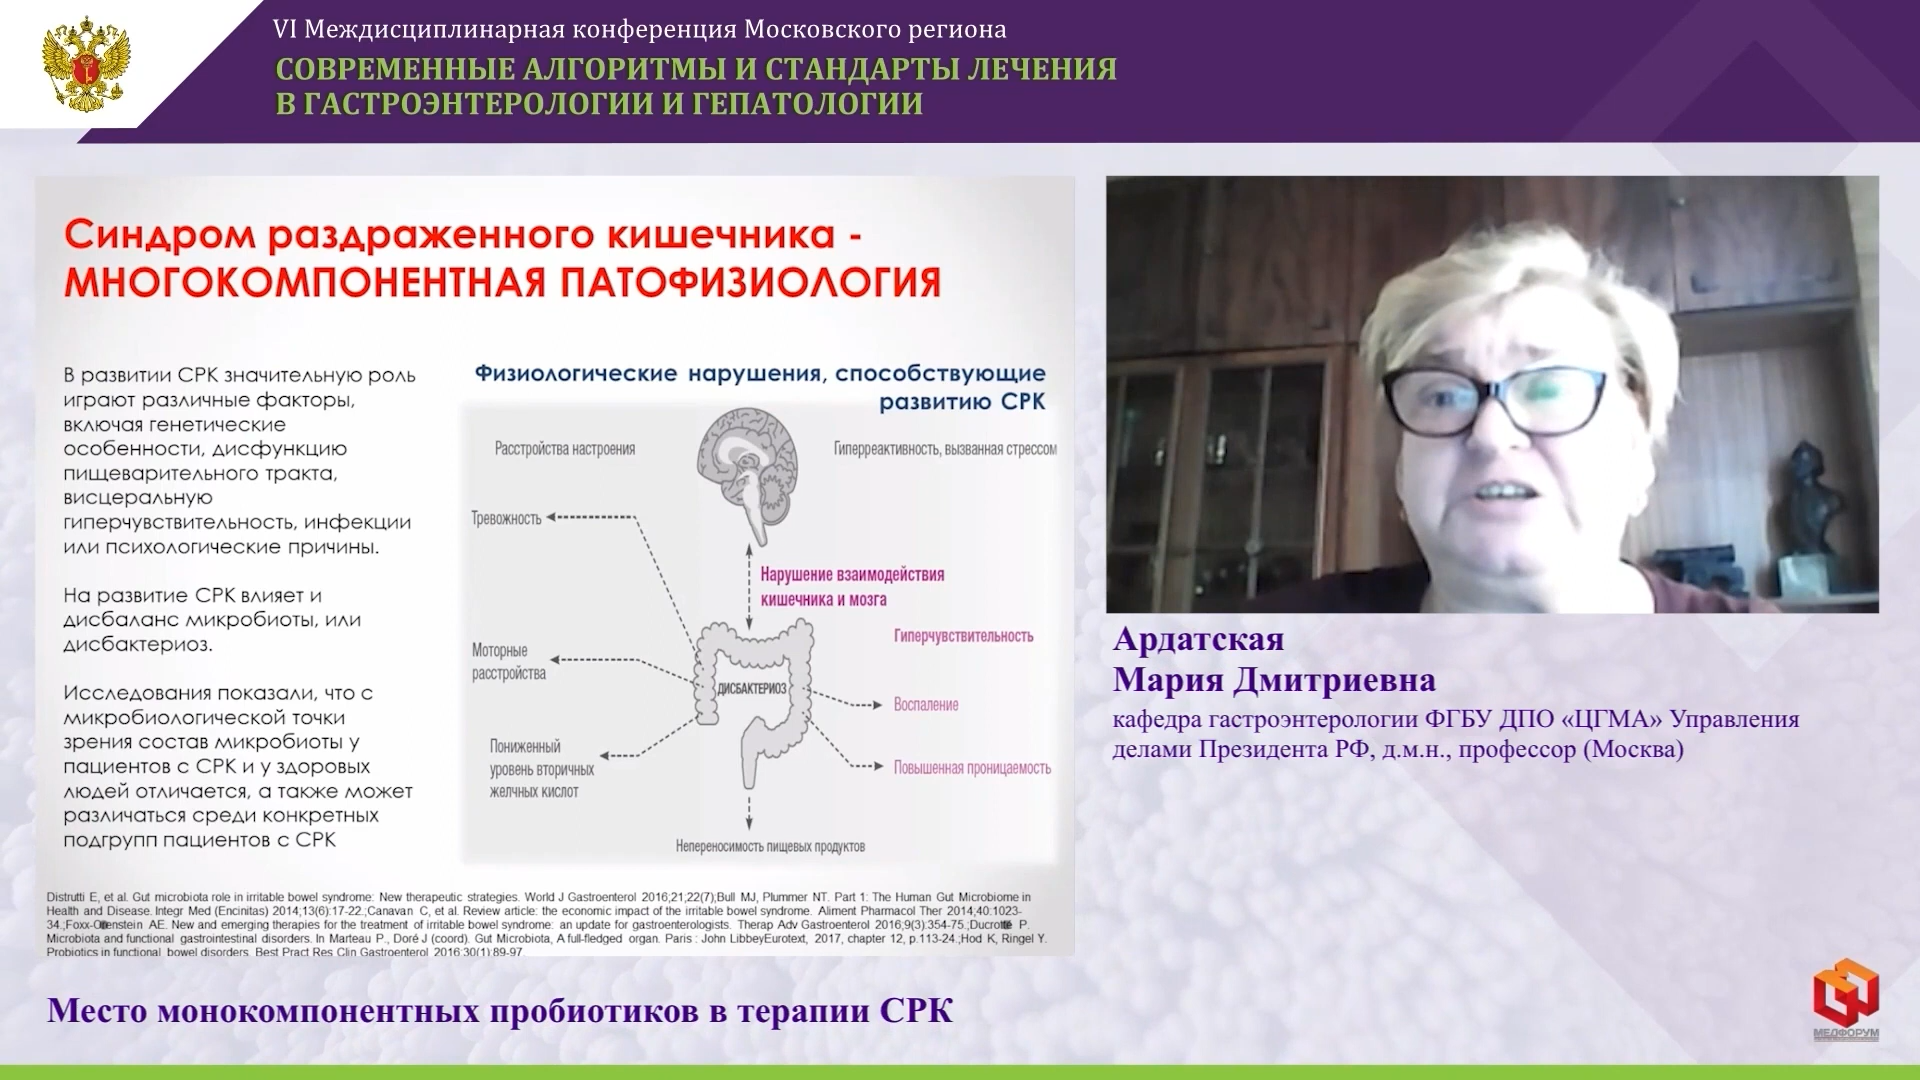 VI Междисциплинарная конференция Московского региона
СОВРЕМЕННЫЕ АЛГОРИТМЫ И СТАНДАРТЫ ЛЕЧЕНИЯ
В ГАСТРОЭНТЕРОЛОГИИ И ГЕПАТОЛОГИИ
Синдром раздраженного кишечника -
МНОГОКОМПОНЕНТНАЯ ПАТОФИЗИОЛОГИЯ
В развитии СРК значительную роль
играют различные факторы,
включая генетические
особенности, дисфункцию
пищеварительного тракта,
висцеральную
гиперчувствительность, инфекции
или психологические причины.
На развитие СРК влияет и
дисбаланс микробиоты, или
дисбактериоз.
Исследования показали, что с
микробиологической точки
зрения состав микробиоты у
пациентов с СРК и у здоровых
людей отличается, а также может
различаться среди конкретных
подгрупп пациентов с СРК
Физиологические нарушения, способствующие
развитию СРК
Расстройства настроения
Гиперреактивность, вызванная стрессом
Тревожность
Нарушение взаимодействия
кишечника и мозга
Гиперчувствительность
Моторные
расстройства
ДИСБАКТЕРИОЗ
Воспаление
Пониженный
уровень вторичных
желчных кислот
Повышенная проницаемость
Непереносимость пищевых продуктов
Distrutti E, et al. Gut microbiota role in irritable bowel syndrome: New therapeutic strategies. World J Gastroenterol 2016;21;22(7);Bull MJ, Plummer NT. Part 1: The Human Gut Microbiome in
Health and Disease. Integr Med (Encinitas) 2014;13(6):17-22.;Canavan C, et al. Review article: the economic impact of the irritable bowel syndrome. Aliment Pharmacol Ther 2014;40:1023-
34.; AE. New and emerging therapies for the treatment of irritable bowel syndrome: an update for gastroenterologists. Therap Adv Gastroenterol 2016;9(3):354-75.; P.
Microbiota and functional gastrointestinal disorders. In Marteau P., Doré J (coord). Gut Microbiota, A full-fledged organ. Paris : John LibbeyEurotext, 2017, chapter 12, p.113-24.;Hod K, Ringel Y.
Probiotics in functional bowel disorders. Best Pract Res Clin Gastroenterol 2016;30(1):89-97.
Ардатская
Мария Дмитриевна
кафедра гастроэнтерологии ФГБУ ДПО «ЦГМА» Управления
делами Президента РФ, д.м.н., профессор (Москва)
Место монокомпонентных пробиотиков в терапии СРК
МЕДФОРУМ